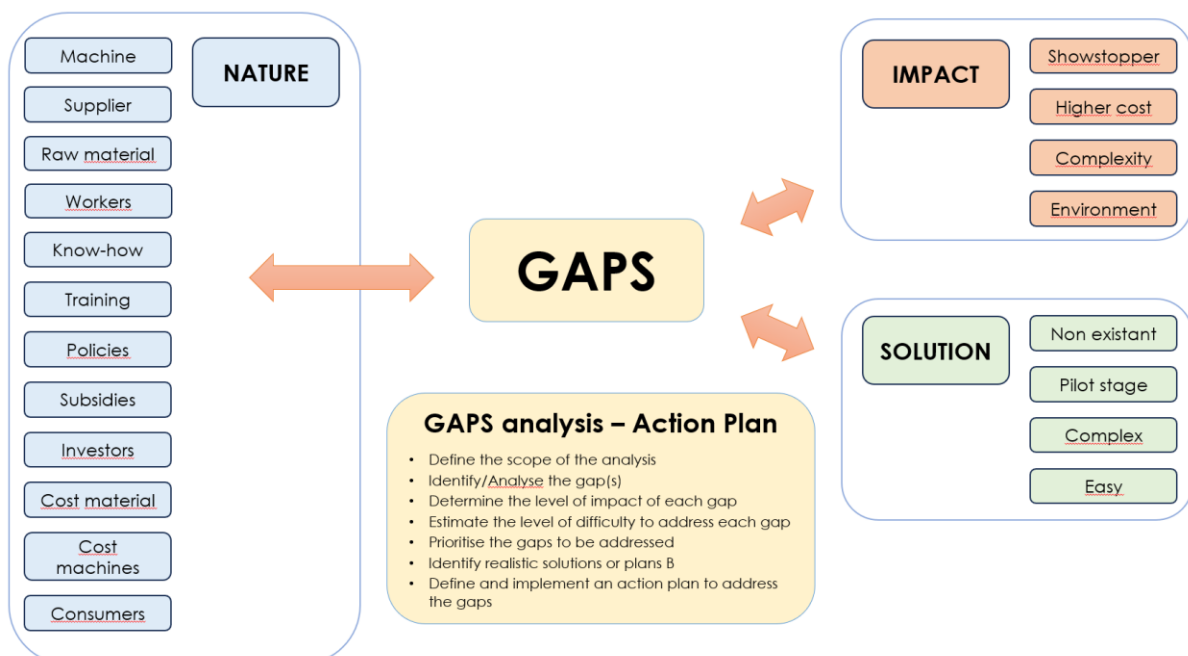 NATURE
Machine
Supplier
Raw material
Workers
Know-how
Training
Policies
Subsidies
Investors
Cost material
Cost
machines
Consumers
GAPS
GAPS analysis – Action Plan
• Define the scope of the analysis
• Identify/Analyse the gap(s)
• Determine the level of impact of each gap
• Estimate the level of difficulty to address each gap
• Prioritise the gaps to be addressed
• Identify realistic solutions or plans B
• Define and implement an action plan to address
the gaps
IMPACT
Showstopper
Higher cost
Complexity
Environment
SOLUTION
Non existant
Pilot stage
Complex
Easy